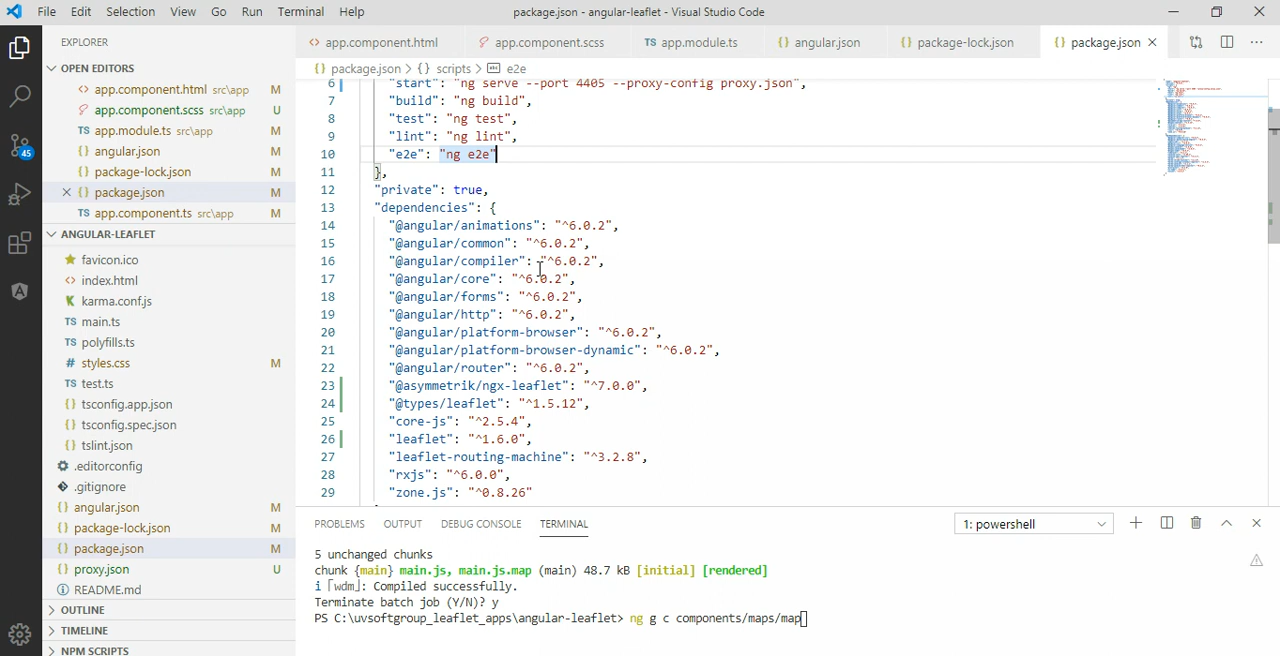 File Edit Selection View Go Run Terminal Help package.json - angular-leaflet - Visual Studio Code
EXPLORER
OPEN EDITORS
app.component.html src\app M
app.component.scss src\app U
app.module.ts src\app M
angular.json M
package-lock.json M
package.json M
app.component.ts src\app M
ANGULAR-LEAFLET
favicon.ico
index.html
karma.conf.js
main.ts
polyfills.ts
styles.css M
test.ts
tsconfig.app.json
tsconfig.spec.json
tslint.json
.editorconfig
.gitignore
angular.json M
package-lock.json M
package.json M
proxy.json U
README.md
OUTLINE
TIMELINE
NPM SCRIPTS
45
app.component.html app.component.scss TS app.module.ts {} angular.json {} package-lock.json {} package.json
{} package.json > {} scripts > e2e
6 "start": "ng serve --port 4405 --proxy-config proxy.json",
7 "build": "ng build",
8 "test": "ng test",
9 "lint": "ng lint",
10 "e2e": "ng e2e"
11 },
12 "private": true,
13 "dependencies": {
14 "@angular/animations": "^6.0.2",
15 "@angular/common": "^6.0.2",
16 "@angular/compiler": "^6.0.2",
17 "@angular/core": "^6.0.2",
18 "@angular/forms": "^6.0.2",
19 "@angular/http": "^6.0.2",
20 "@angular/platform-browser": "^6.0.2",
21 "@angular/platform-browser-dynamic": "^6.0.2",
22 "@angular/router": "^6.0.2",
23 "@asymmetrik/ngx-leaflet": "^7.0.0",
24 "@types/leaflet": "^1.5.12",
25 "core-js": "^2.5.4",
26 "leaflet": "^1.6.0",
27 "leaflet-routing-machine": "^3.2.8",
28 "rxjs": "^6.0.0",
29 "zone.js": "^0.8.26"
PROBLEMS OUTPUT DEBUG CONSOLE TERMINAL 1: powershell
5 unchanged chunks
chunk {main} main.js, main.js.map (main) 48.7 kB [initial] [rendered]
i ｢wdm｣: Compiled successfully.
Terminate batch job (Y/N)? y
PS C:\uvsoftgroup_leaflet_apps\angular-leaflet> ng g c components/maps/map